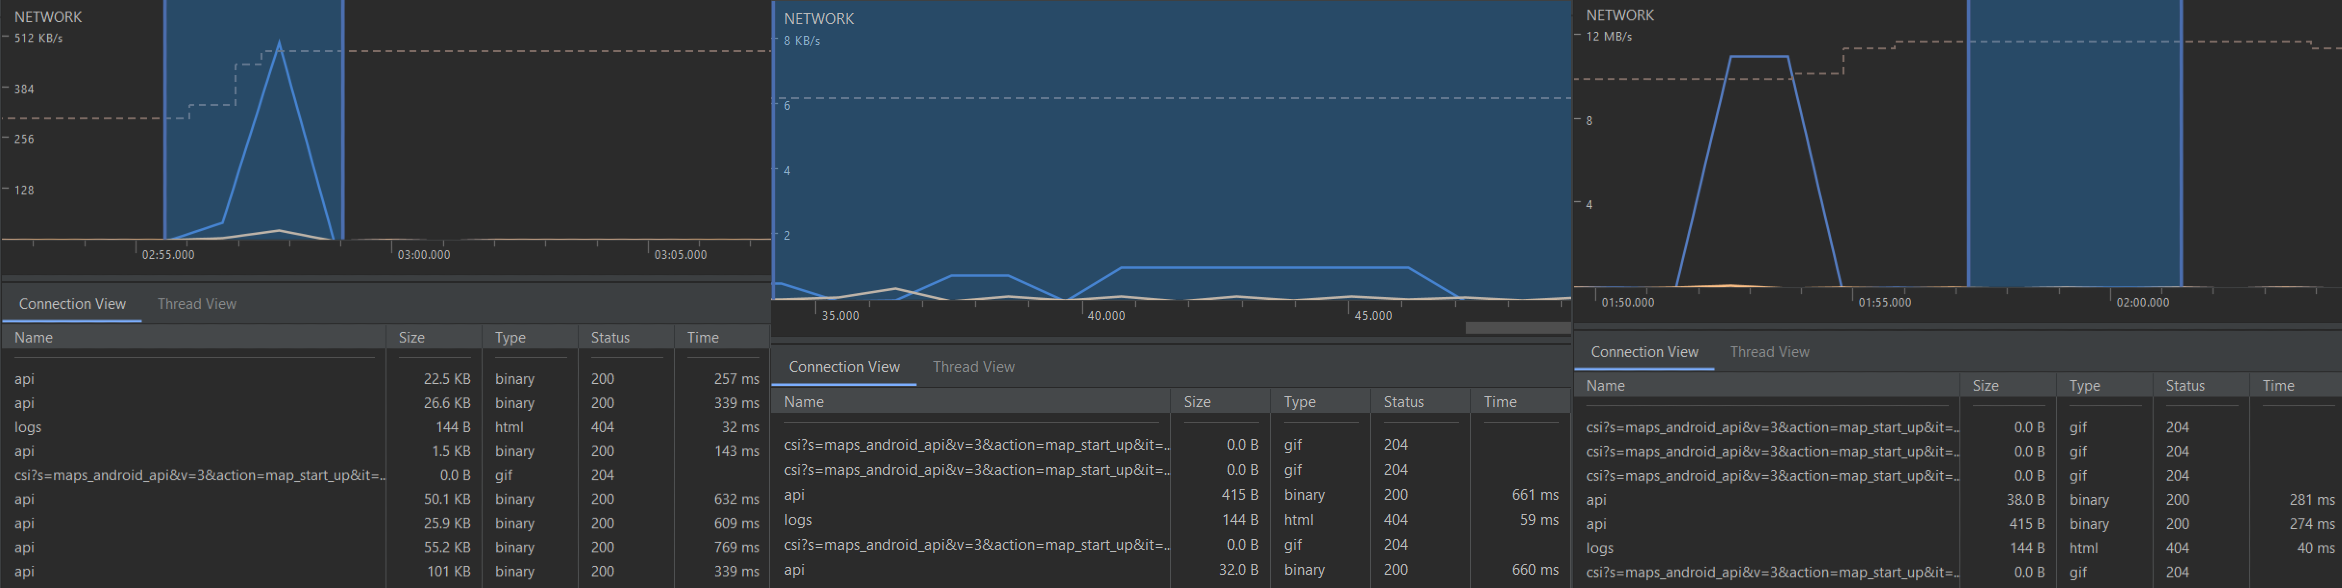 NETWORK
512 KB/s
384
256
128
02:55.000 03:00.000 03:05.000
Connection View Thread View
Name Size Type Status Time
api 22.5 KB binary 200 257 ms
api 26.6 KB binary 200 339 ms
logs 144 B html 404 32 ms
api 1.5 KB binary 200 143 ms
csi?s=maps_android_api&v=3&action=map_start_up&it=... 0.0 B gif 204
api 50.1 KB binary 200 632 ms
api 25.9 KB binary 200 609 ms
api 55.2 KB binary 200 769 ms
api 101 KB binary 200 339 ms
NETWORK
8 KB/s
6
4
2
35.000 40.000 45.000
Connection View Thread View
Name Size Type Status Time
csi?s=maps_android_api&v=3&action=map_start_up&it=... 0.0 B gif 204
csi?s=maps_android_api&v=3&action=map_start_up&it=... 0.0 B gif 204
api 415 B binary 200 661 ms
logs 144 B html 404 59 ms
csi?s=maps_android_api&v=3&action=map_start_up&it=... 0.0 B gif 204
api 32.0 B binary 200 660 ms
NETWORK
12 MB/s
8
4
01:50.000 01:55.000 02:00.000
Connection View Thread View
Name Size Type Status Time
csi?s=maps_android_api&v=3&action=map_start_up&it=... 0.0 B gif 204
csi?s=maps_android_api&v=3&action=map_start_up&it=... 0.0 B gif 204
csi?s=maps_android_api&v=3&action=map_start_up&it=... 0.0 B gif 204
api 38.0 B binary 200 281 ms
api 415 B binary 200 274 ms
logs 144 B html 404 40 ms
csi?s=maps_android_api&v=3&action=map_start_up&it=... 0.0 B gif 204